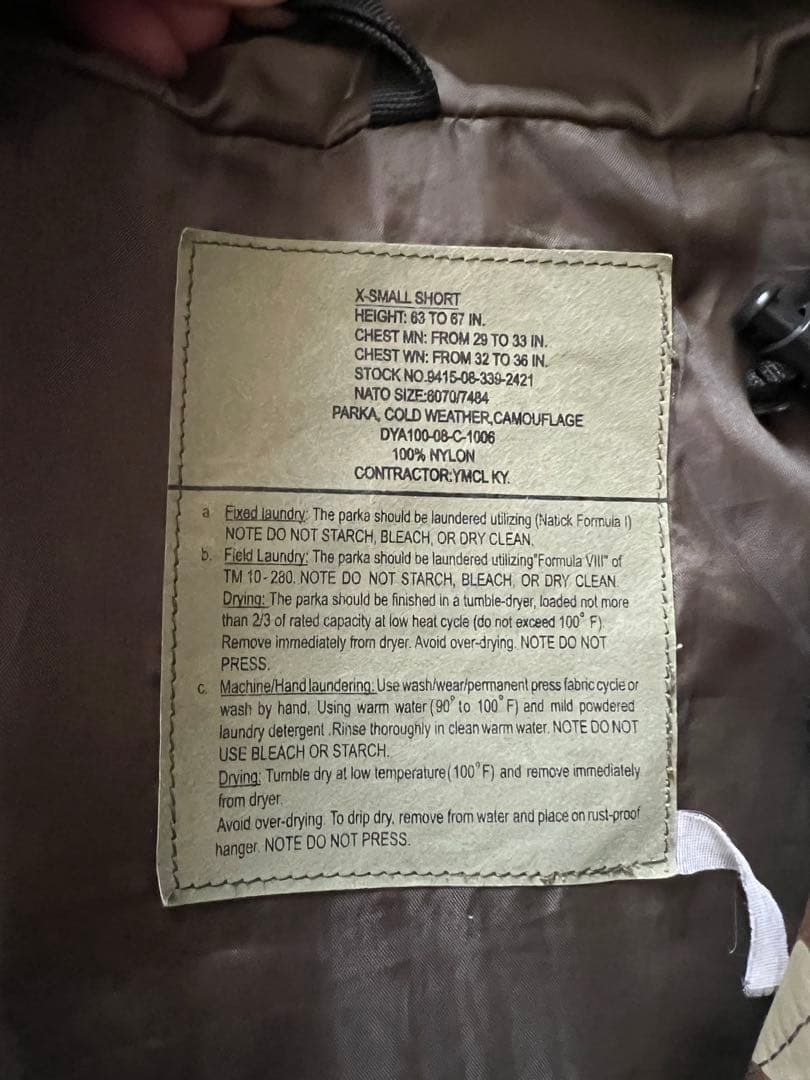 X-SMALL SHORT
HEIGHT: 63 TO 67 IN.
CHEST MN: FROM 29 TO 33 IN.
CHEST WN: FROM 32 TO 36 IN.
STOCK NO.9415-08-339-2421
NATO SIZE:6070/7484
PARKA, COLD WEATHER,CAMOUFLAGE
DYA100-08-C-1006
100% NYLON
CONTRACTOR:YMCL KY.
a Fixed laundry: The parka should be laundered utilizing (Natick Formula I)
NOTE DO NOT STARCH, BLEACH, OR DRY CLEAN.
b. Field Laundry: The parka should be laundered utilizing"Formula VIII" of
TM 10-280. NOTE DO NOT STARCH, BLEACH, OR DRY CLEAN.
Drying: The parka should be finished in a tumble-dryer, loaded not more
than 2/3 of rated capacity at low heat cycle (do not exceed 100° F).
Remove immediately from dryer. Avoid over-drying. NOTE DO NOT
PRESS.
c. Machine/Hand laundering: Use wash/wear/permanent press fabric cycle or
wash by hand. Using warm water (90° to 100° F) and mild powdered
laundry detergent .Rinse thoroughly in clean warm water. NOTE DO NOT
USE BLEACH OR STARCH.
Drying: Tumble dry at low temperature(100°F) and remove immediately
from dryer.
Avoid over-drying. To drip dry, remove from water and place on rust-proof
hanger. NOTE DO NOT PRESS.